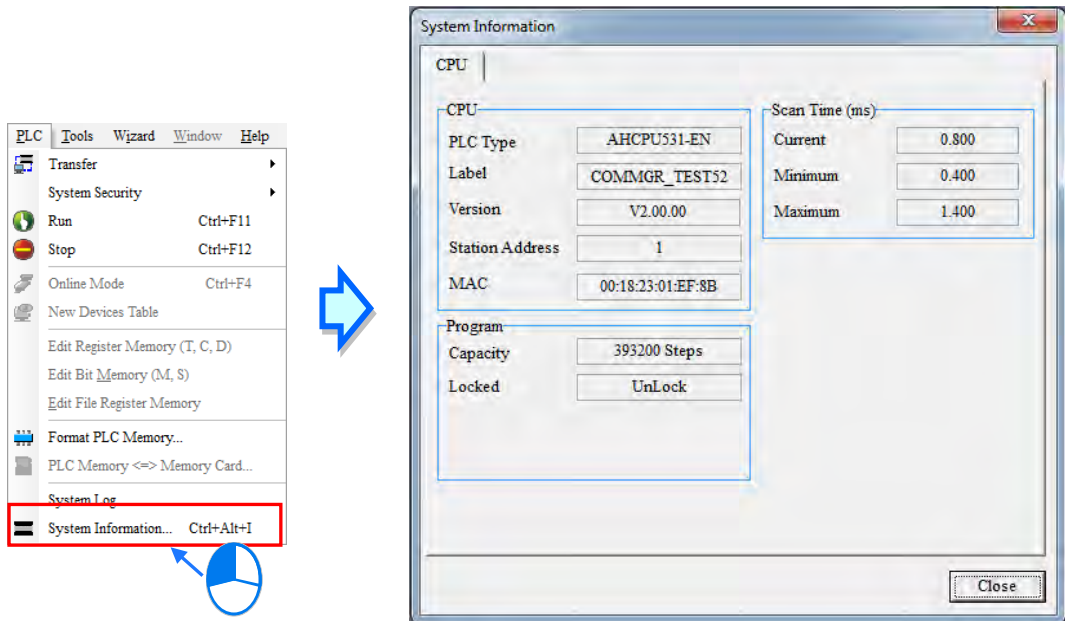 PLC Tools Wizard Window Help
Transfer
System Security
Run Ctrl+F11
Stop Ctrl+F12
Online Mode Ctrl+F4
New Devices Table
Edit Register Memory (T, C, D)
Edit Bit Memory (M, S)
Edit File Register Memory
Format PLC Memory...
PLC Memory <=> Memory Card...
System Log
System Information... Ctrl+Alt+I
System Information
CPU
CPU
PLC Type AHCPU531-EN
Label COMMGR_TEST52
Version V2.00.00
Station Address 1
MAC 00:18:23:01:EF:8B
Program
Capacity 393200 Steps
Locked UnLock
Scan Time (ms)
Current 0.800
Minimum 0.400
Maximum 1.400
Close